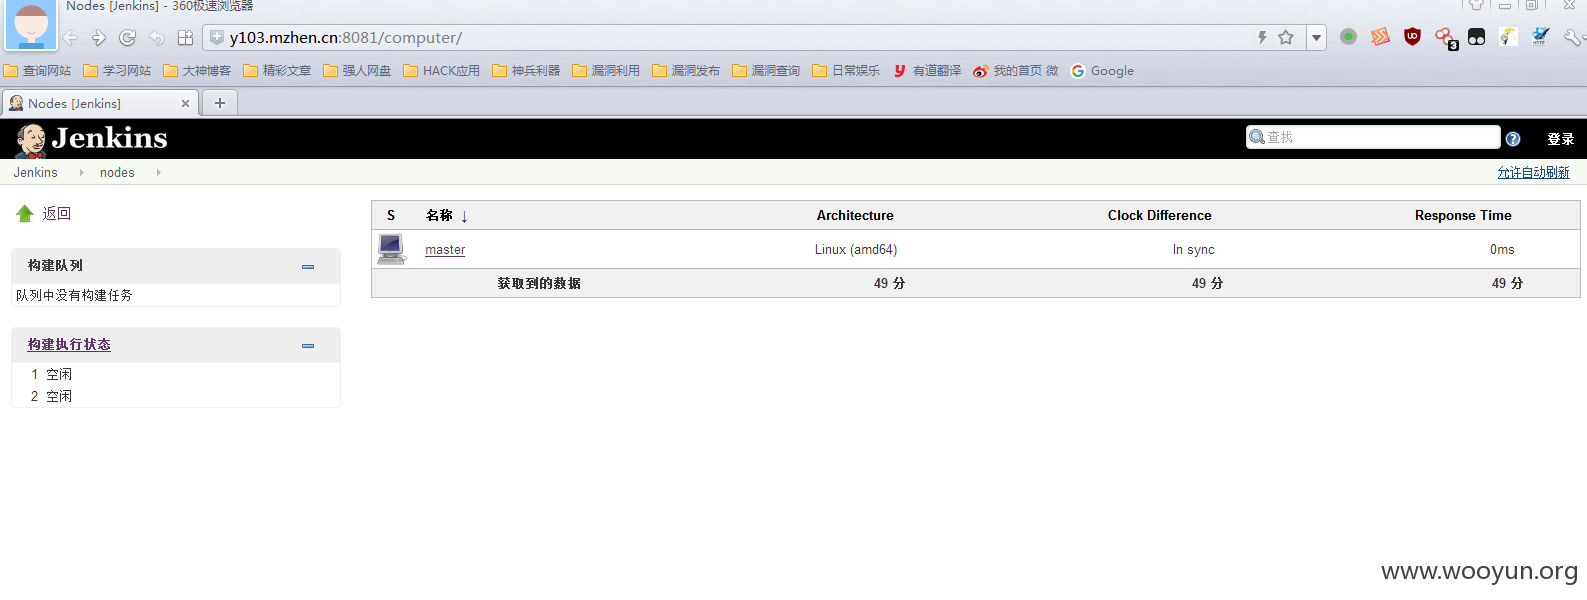 Nodes [Jenkins] - 360极速浏览器
y103.mzhen.cn:8081/computer/
查询网站 学习网站 大神博客 精彩文章 强人网盘 HACK应用 神兵利器 漏洞利用 漏洞发布 漏洞查询 日常娱乐 有道翻译 我的首页 微 Google
Nodes [Jenkins]
Jenkins 查找 登录
Jenkins nodes 允许自动刷新
返回
S 名称 ↓ Architecture Clock Difference Response Time
master Linux (amd64) In sync 0ms
获取到的数据 49 分 49 分 49 分
构建队列
队列中没有构建任务
构建执行状态
1 空闲
2 空闲
www.wooyun.org